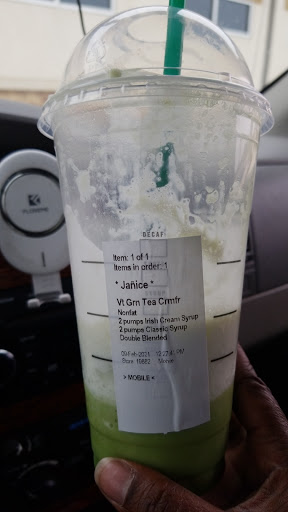 DECAF
Item: 1 of 1
Items in order: 1
* Janice *
Vt Grn Tea Crmfr
Nonfat
2 pumps Irish Cream Syrup
2 pumps Classic Syrup
Double Blended
> MOBILE <